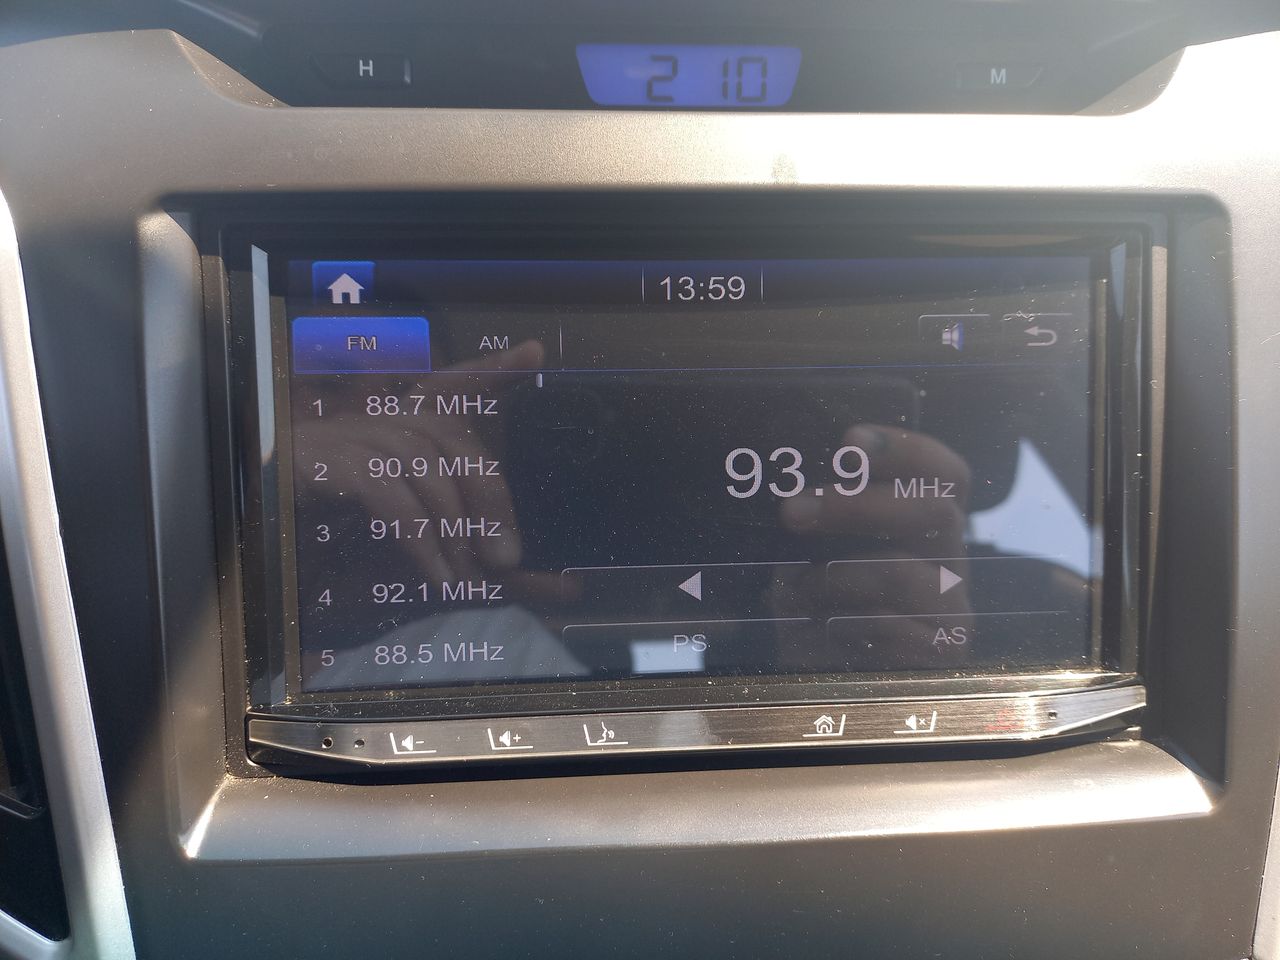 H 2 10 M
13:59
FM AM
1 88.7 MHz
2 90.9 MHz
3 91.7 MHz
4 92.1 MHz
5 88.5 MHz
93.9 MHz
PS AS